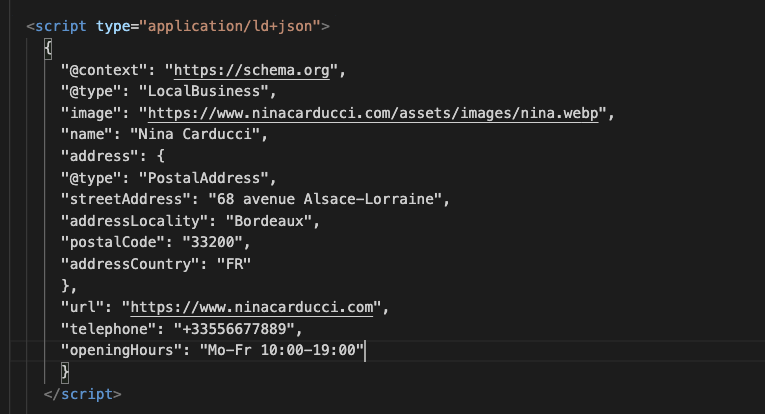 <script type="application/ld+json">
{
"@context": "https://schema.org",
"@type": "LocalBusiness",
"image": "https://www.ninacarducci.com/assets/images/nina.webp",
"name": "Nina Carducci",
"address": {
"@type": "PostalAddress",
"streetAddress": "68 avenue Alsace-Lorraine",
"addressLocality": "Bordeaux",
"postalCode": "33200",
"addressCountry": "FR"
},
"url": "https://www.ninacarducci.com",
"telephone": "+33556677889",
"openingHours": "Mo-Fr 10:00-19:00"
}
</script>